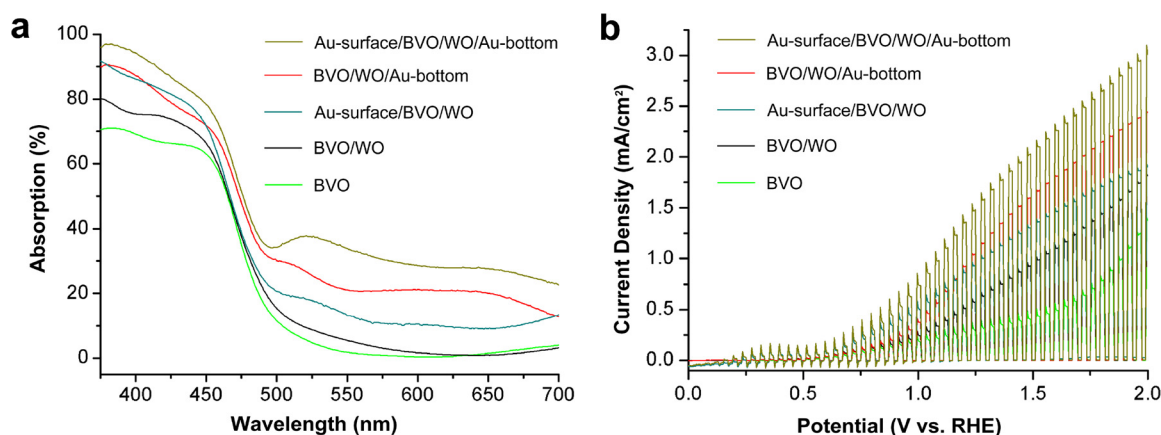 a
Absorption (%)
100
80
60
40
20
0
400
450
500
550
600
650
700
Wavelength (nm)
Au-surface/BVO/WO/Au-bottom
BVO/WO/Au-bottom
Au-surface/BVO/WO
BVO/WO
BVO
b
Current Density (mA/cm²)
3.0
2.5
2.0
1.5
1.0
0.5
0.0
0.0
0.5
1.0
1.5
2.0
Potential (V vs. RHE)
Au-surface/BVO/WO/Au-bottom
BVO/WO/Au-bottom
Au-surface/BVO/WO
BVO/WO
BVO